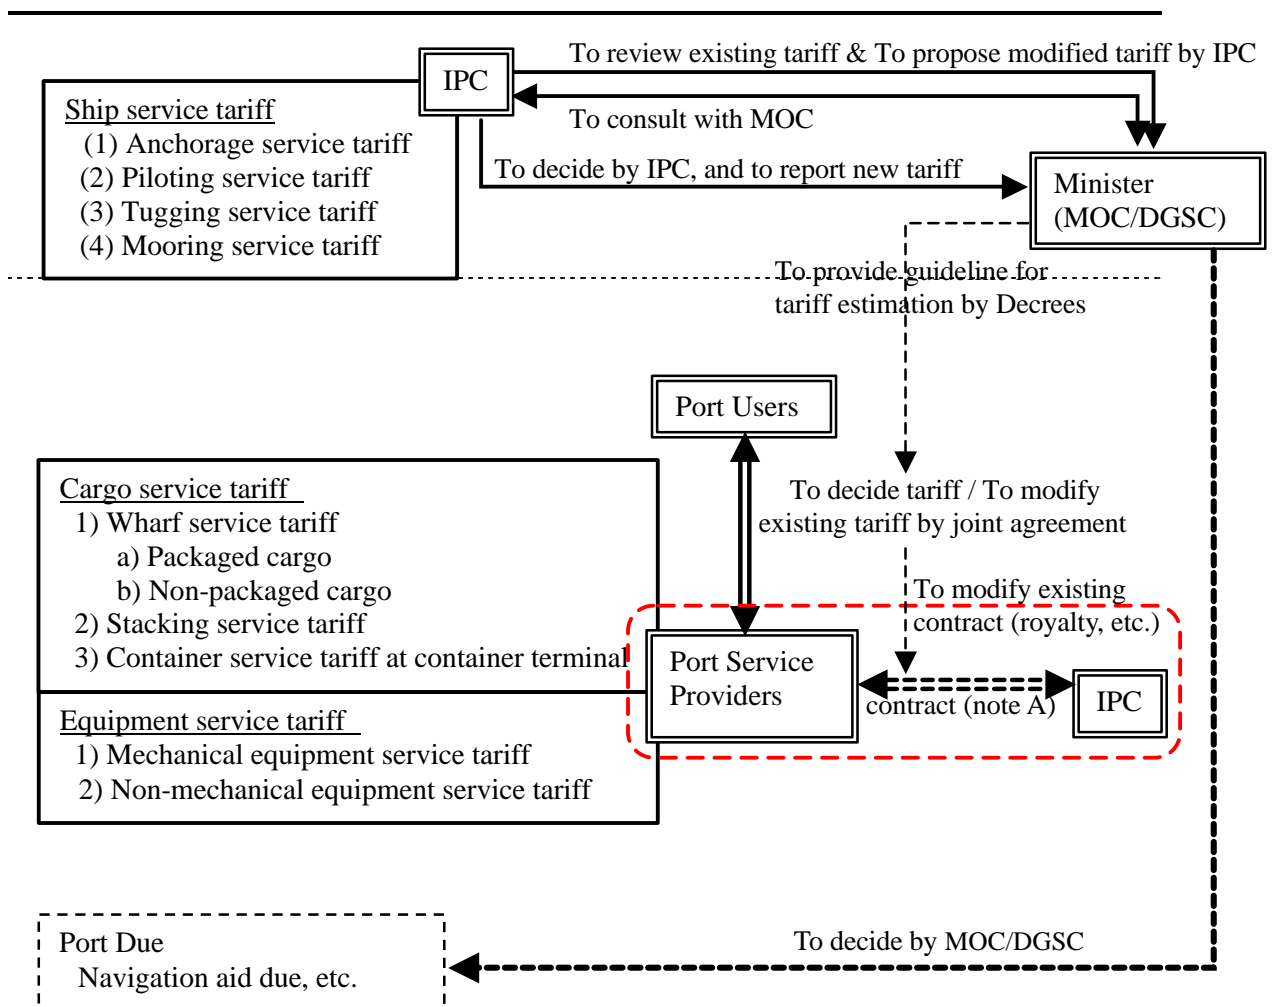 To review existing tariff & To propose modified tariff by IPC
IPC
Ship service tariff
To consult with MOC
(1) Anchorage service tariff
To decide by IPC, and to report new tariff
(2) Piloting service tariff
(3) Tugging service tariff
(4) Mooring service tariff
Minister
(MOC/DGSC)
To provide guideline for
tariff estimation by Decrees
Port Users
Cargo service tariff
1) Wharf service tariff
a) Packaged cargo
b) Non-packaged cargo
2) Stacking service tariff
3) Container service tariff at container terminal
To decide tariff / To modify
existing tariff by joint agreement
To modify existing
contract (royalty, etc.)
Port Service
Providers
contract (note A)
IPC
Equipment service tariff
1) Mechanical equipment service tariff
2) Non-mechanical equipment service tariff
Port Due
Navigation aid due, etc.
To decide by MOC/DGSC